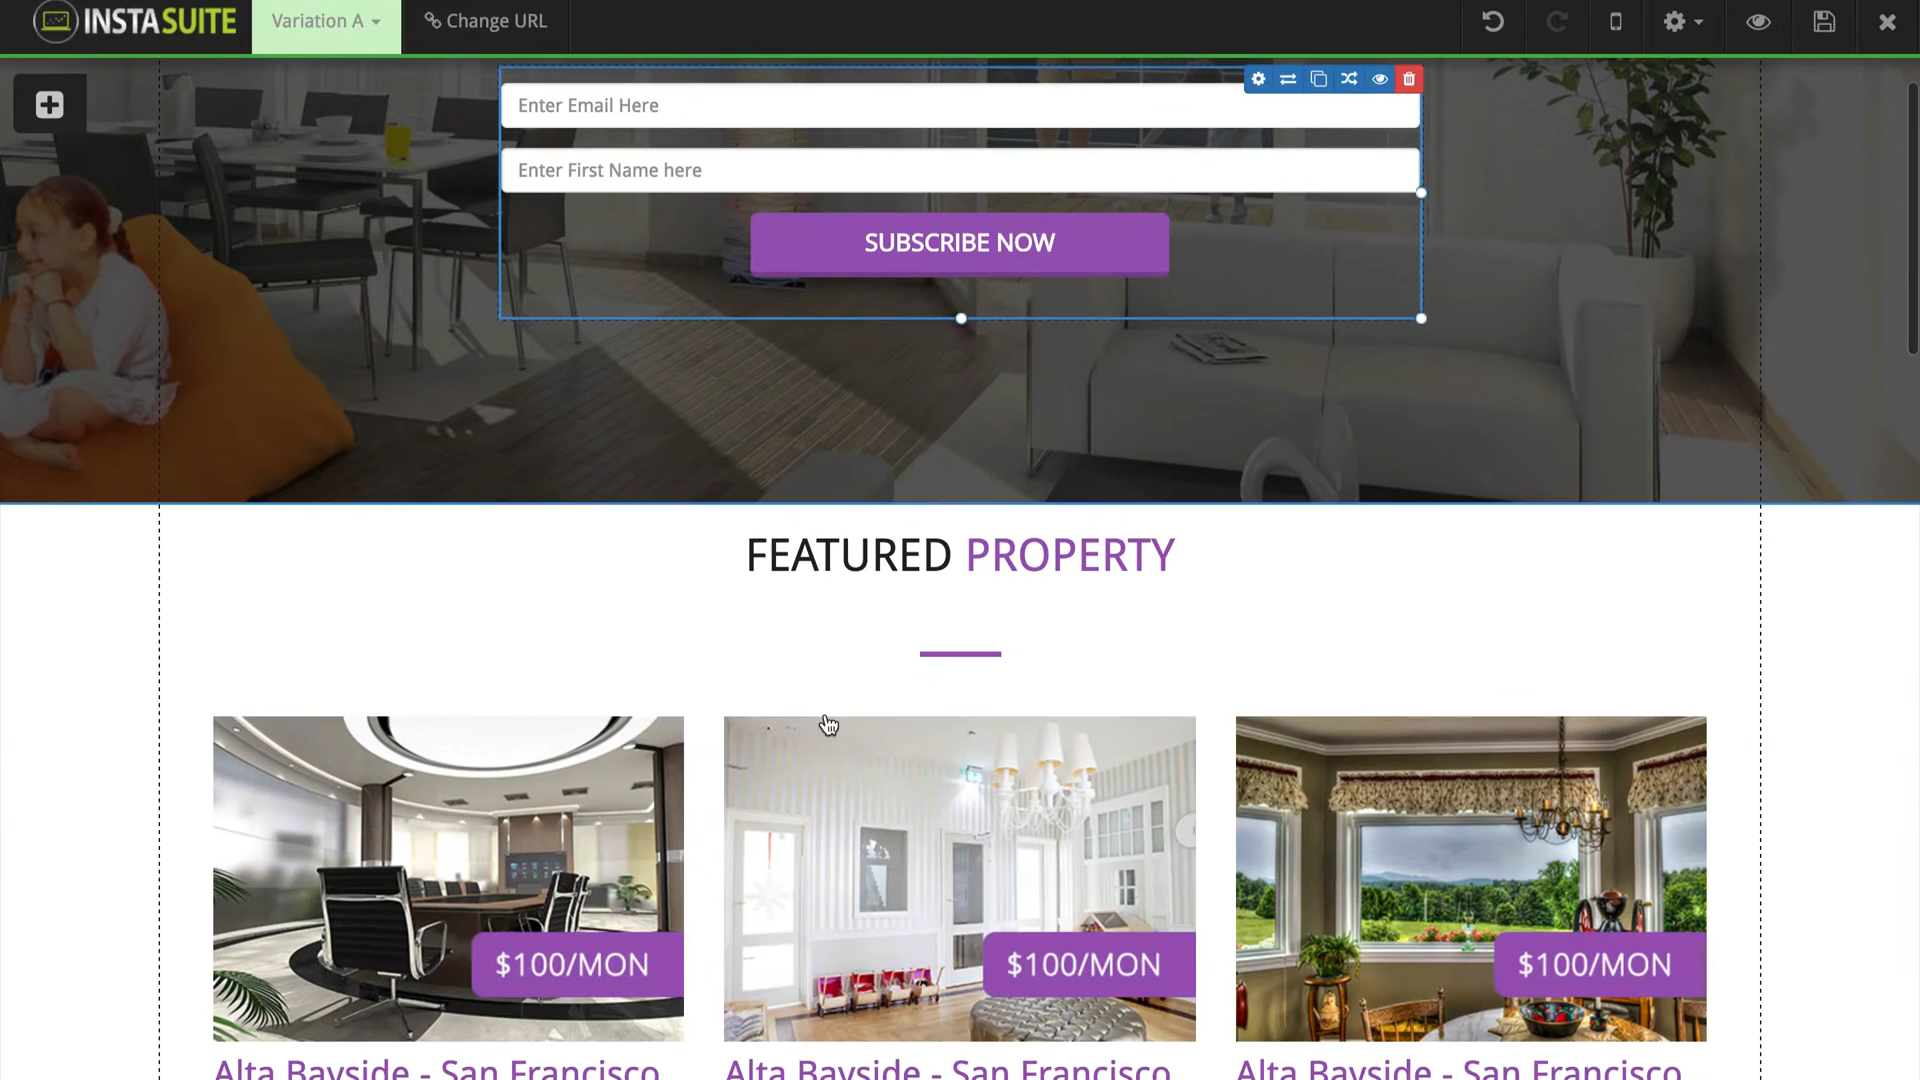 INSTASUITE
Variation A
Change URL
Enter Email Here
Enter First Name here
SUBSCRIBE NOW
FEATURED PROPERTY
$100/MON
$100/MON
$100/MON
Alta Bayside - San Francisco
Alta Bayside - San Francisco
Alta Bayside - San Francisco